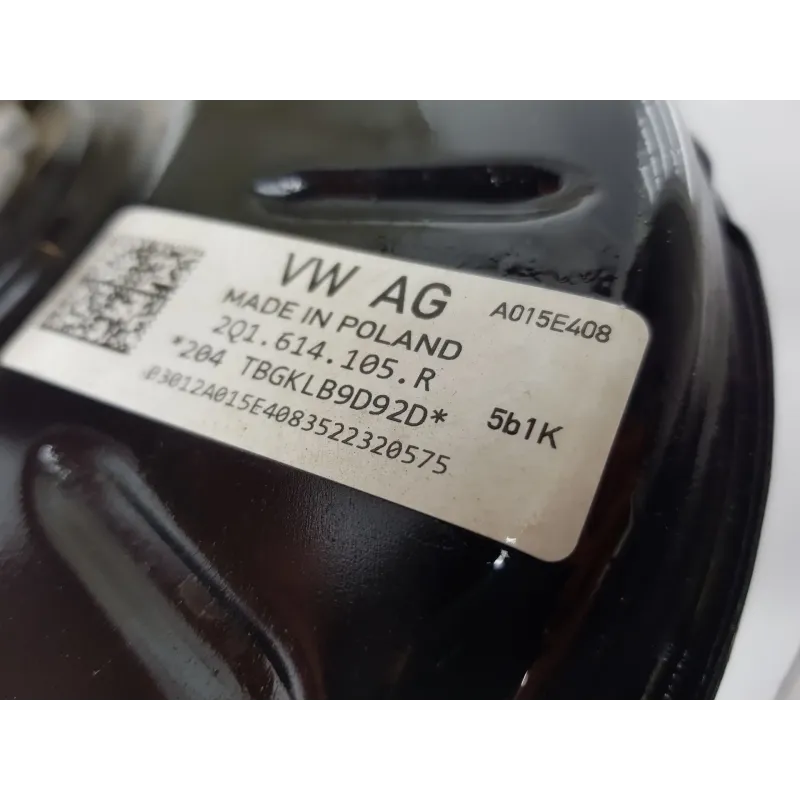 VW AG
A015E408
MADE IN POLAND
2Q1.614.105.R
*204 TBGKLB9D92D*
5b1K
03012A015E4083522320575